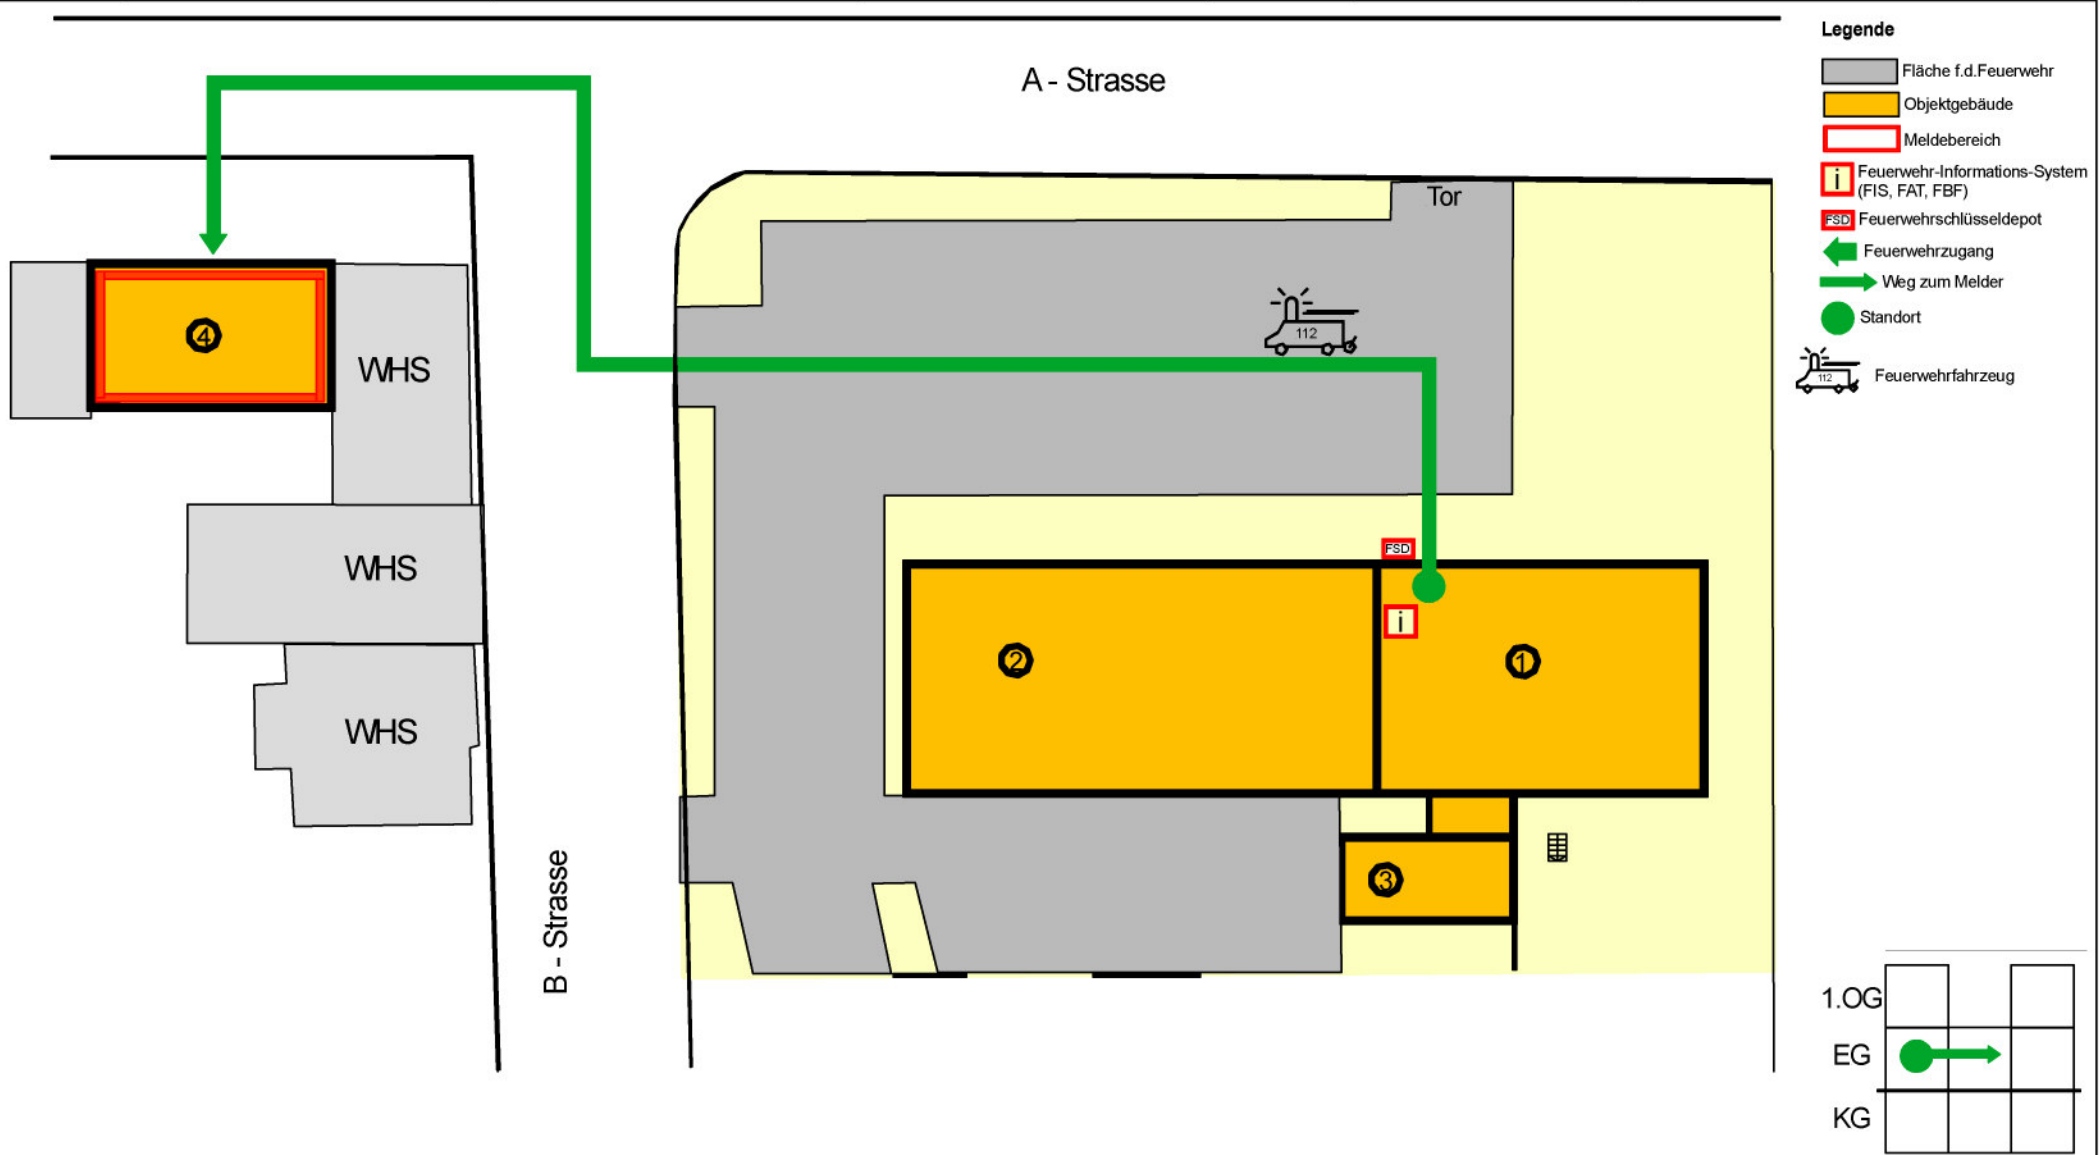 A - Strasse
Tor
112
4
WHS
WHS
WHS
FSD
i
2
1
3
B - Strasse
Legende
Fläche f.d.Feuerwehr
Objektgebäude
Meldebereich
i
Feuerwehr-Informations-System
(FIS, FAT, FBF)
FSD
Feuerwehrschlüsseldepot
Feuerwehrzugang
Weg zum Melder
Standort
112
Feuerwehrfahrzeug
1.OG
EG
KG